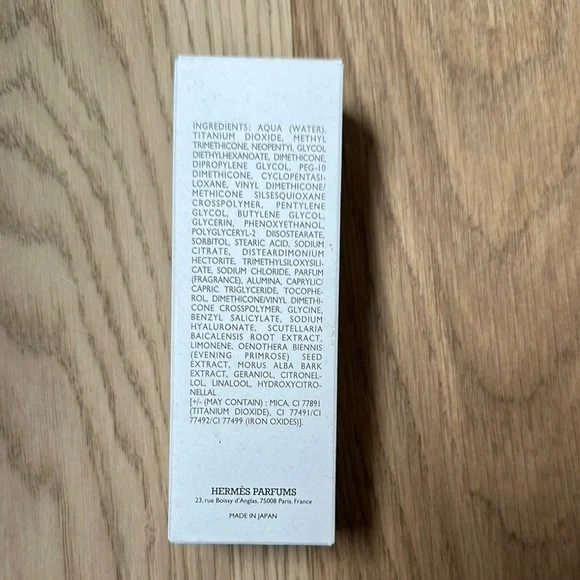 INGREDIENTS: AQUA (WATER),
TITANIUM DIOXIDE, METHYL
TRIMETHICONE, NEOPENTYL GLYCOL
DIETHYLHEXANOATE, DIMETHICONE,
DIPROPYLENE GLYCOL, PEG-10
DIMETHICONE, CYCLOPENTASI-
LOXANE, VINYL DIMETHICONE/
METHICONE SILSESQUIOXANE
CROSSPOLYMER, PENTYLENE
GLYCOL, BUTYLENE GLYCOL,
GLYCERIN, PHENOXYETHANOL,
POLYGLYCERYL-2 DIISOSTEARATE,
SORBITOL, STEARIC ACID, SODIUM
CITRATE, DISTEARDIMONIUM
HECTORITE, TRIMETHYLSILOXYSILI-
CATE, SODIUM CHLORIDE, PARFUM
(FRAGRANCE), ALUMINA, CAPRYLIC/
CAPRIC TRIGLYCERIDE, TOCOPHE-
ROL, DIMETHICONE/VINYL DIMETHI-
CONE CROSSPOLYMER, GLYCINE,
BENZYL SALICYLATE, SODIUM
HYALURONATE, SCUTELLARIA
BAICALENSIS ROOT EXTRACT,
LIMONENE, OENOTHERA BIENNIS
(EVENING PRIMROSE) SEED
EXTRACT, MORUS ALBA BARK
EXTRACT, GERANIOL, CITRONEL-
LOL, LINALOOL, HYDROXYCITRO-
NELLAL
[+/- (MAY CONTAIN) : MICA, CI 77891
(TITANIUM DIOXIDE), CI 77491/CI
77492/CI 77499 (IRON OXIDES)].
HERMÈS PARFUMS
23, rue Boissy d'Anglas, 75008 Paris. France
MADE IN JAPAN